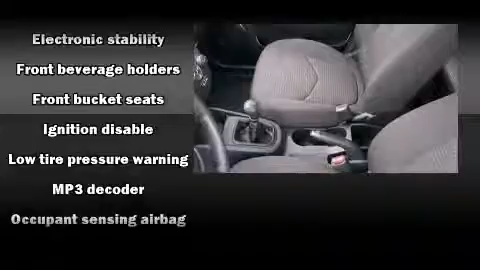 Electronic stability
Front beverage holders
Front bucket seats
Ignition disable
Low tire pressure warning
MP3 decoder
Occupant sensing airbag